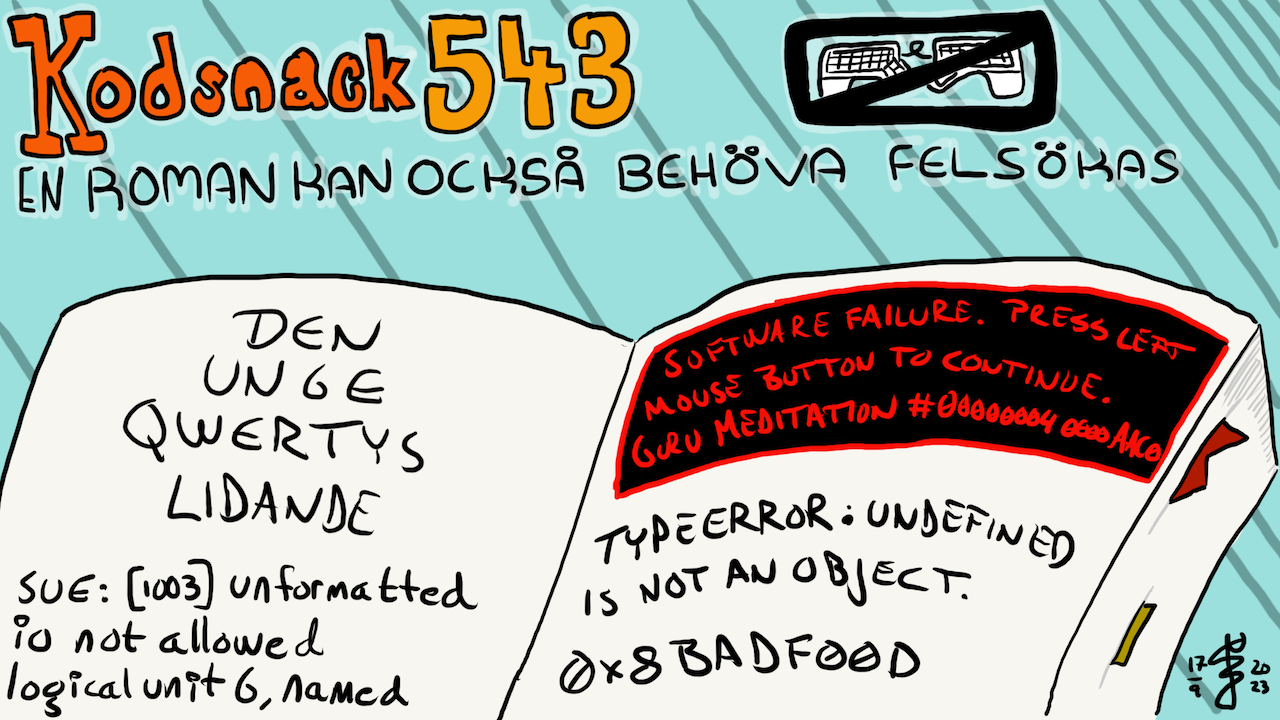 Kodsnack 543
EN ROMAN KAN OCKSÅ BEHÖVA FELSÖKAS
DEN
UNGE
QWERTYS
LIDANDE
SUE: [1003] unformatted
io not allowed
logical unit 6, named
SOFTWARE FAILURE. PRESS LEFT
MOUSE BUTTON TO CONTINUE.
GURU MEDITATION #00000004 0000AAC0
TYPEERROR: UNDEFINED
IS NOT AN OBJECT.
0x8BADF00D
17
9
20
23